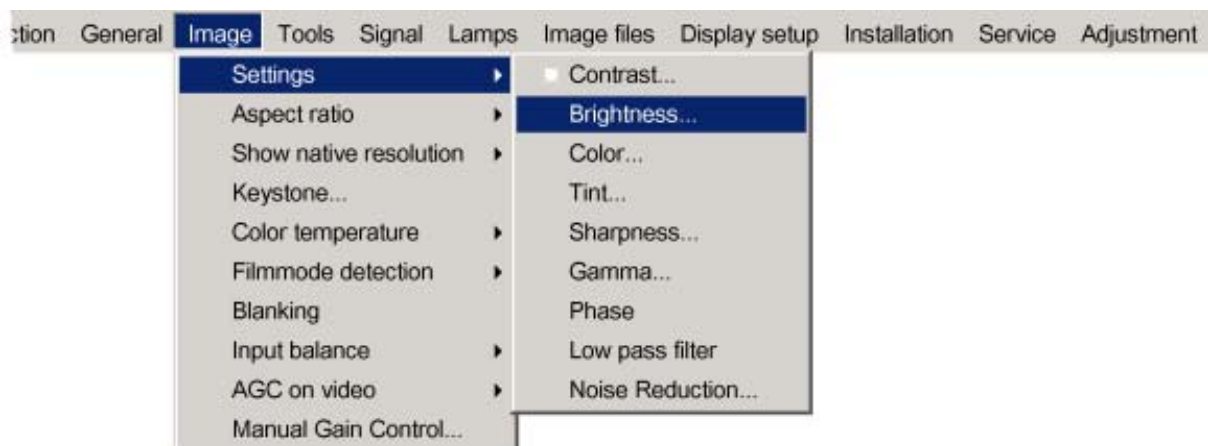 ction General Image Tools Signal Lamps Image files Display setup Installation Service Adjustment
Settings
Aspect ratio
Show native resolution
Keystone...
Color temperature
Filmmode detection
Blanking
Input balance
AGC on video
Manual Gain Control...
Contrast...
Brightness...
Color...
Tint...
Sharpness...
Gamma...
Phase
Low pass filter
Noise Reduction...